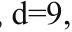 , d=9,